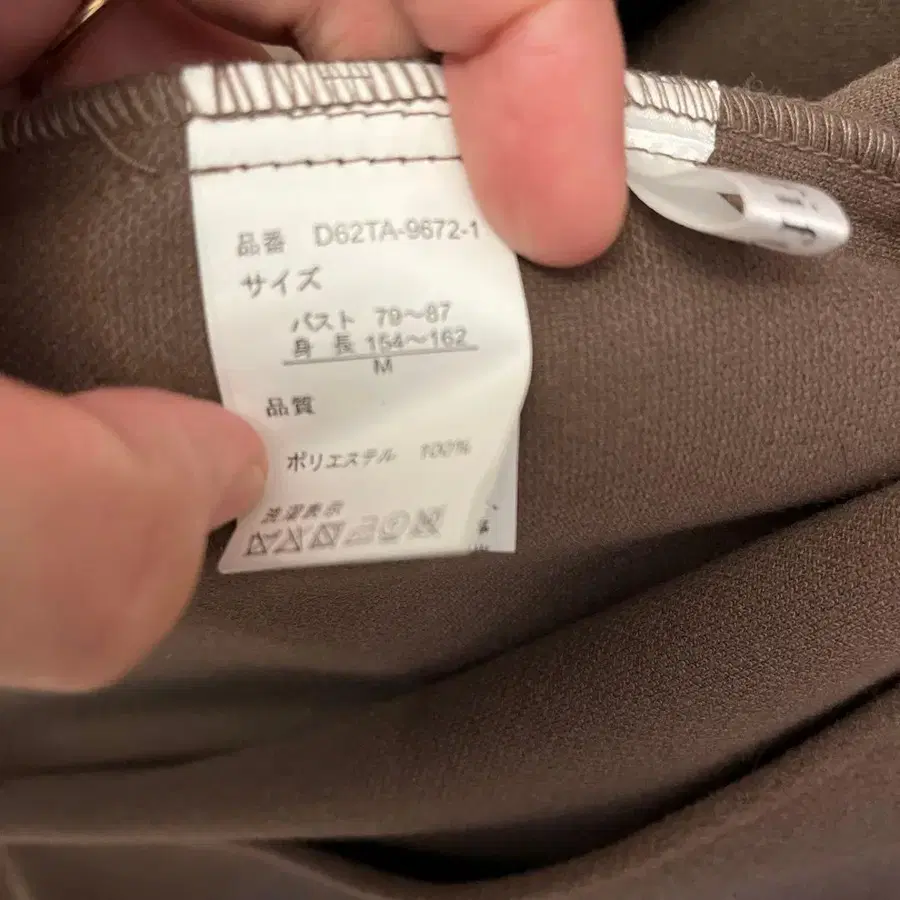 品番 D62TA-9672-1
サイズ
バスト 79〜87
身長 154〜162
M
品質
ポリエステル 100%
洗濯表示